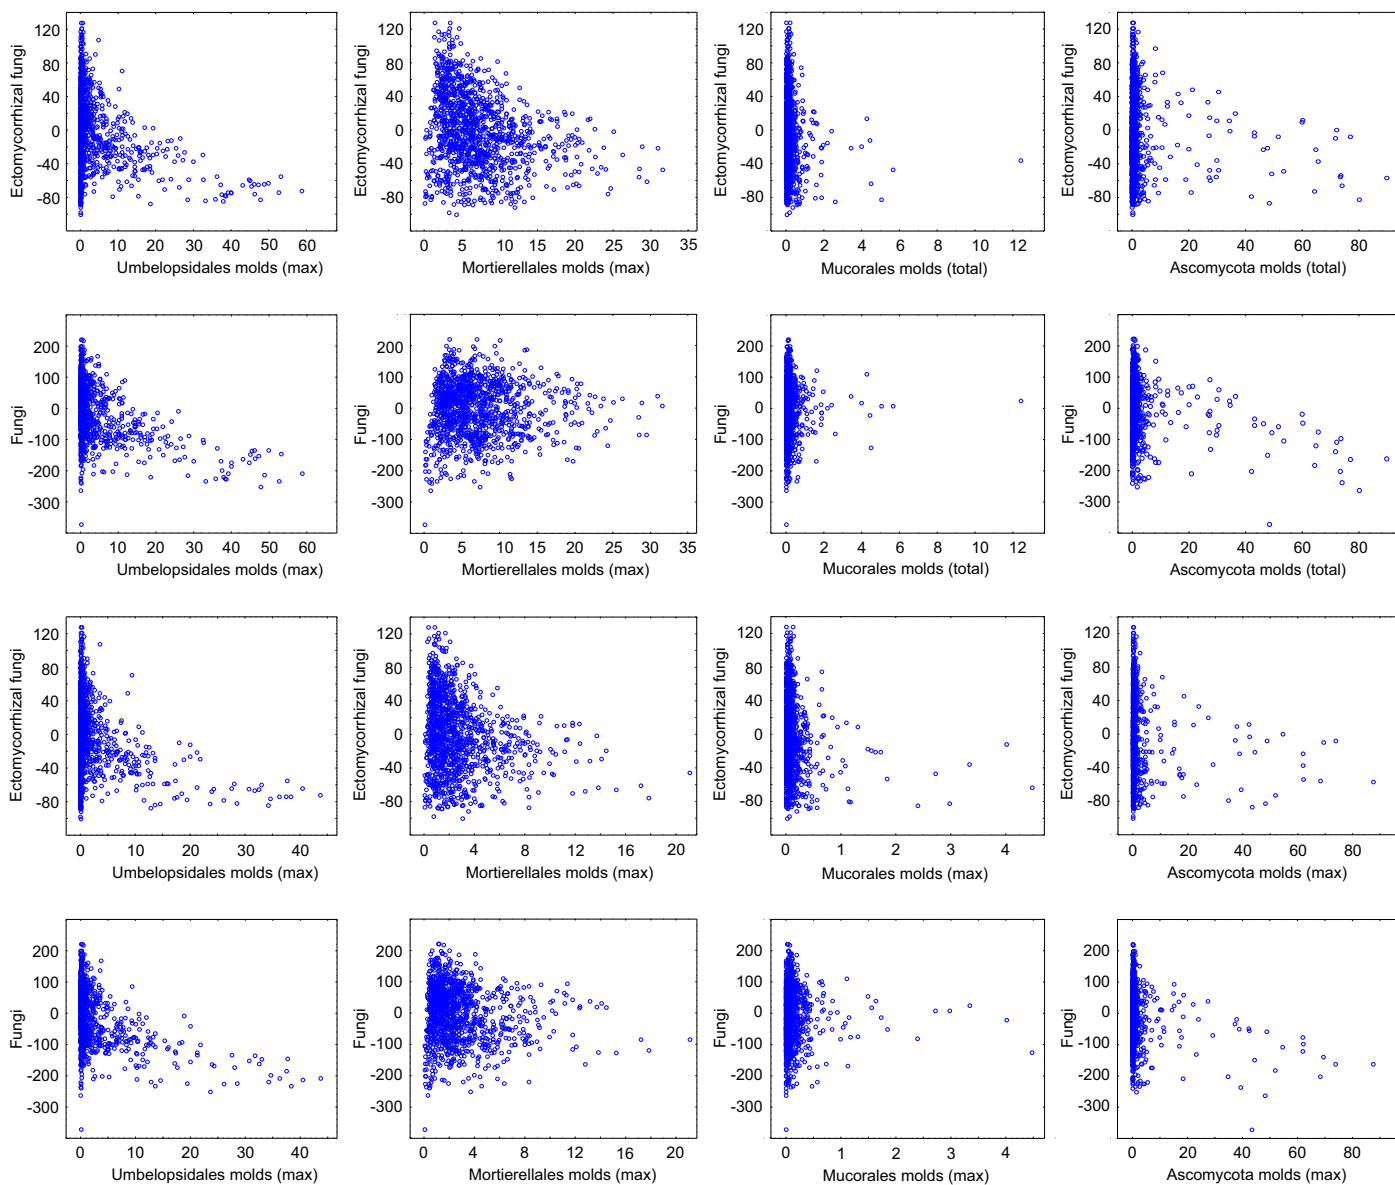 120
80
40
0
-40
-80
Ectomycorrhizal fungi
0 10 20 30 40 50 60
Umbelopsidales molds (max)
120
80
40
0
-40
-80
Ectomycorrhizal fungi
0 5 10 15 20 25 30 35
Mortierellales molds (max)
120
80
40
0
-40
-80
Ectomycorrhizal fungi
0 2 4 6 8 10 12
Mucorales molds (total)
120
80
40
0
-40
-80
Ectomycorrhizal fungi
0 20 40 60 80
Ascomycota molds (total)
200
100
0
-100
-200
-300
Fungi
0 10 20 30 40 50 60
Umbelopsidales molds (max)
200
100
0
-100
-200
-300
Fungi
0 5 10 15 20 25 30 35
Mortierellales molds (max)
200
100
0
-100
-200
-300
Fungi
0 2 4 6 8 10 12
Mucorales molds (total)
200
100
0
-100
-200
-300
Fungi
0 20 40 60 80
Ascomycota molds (total)
120
80
40
0
-40
-80
Ectomycorrhizal fungi
0 10 20 30 40
Umbelopsidales molds (max)
120
80
40
0
-40
-80
Ectomycorrhizal fungi
0 4 8 12 16 20
Mortierellales molds (max)
120
80
40
0
-40
-80
Ectomycorrhizal fungi
0 1 2 3 4
Mucorales molds (max)
120
80
40
0
-40
-80
Ectomycorrhizal fungi
0 20 40 60 80
Ascomycota molds (max)
200
100
0
-100
-200
-300
Fungi
0 10 20 30 40
Umbelopsidales molds (max)
200
100
0
-100
-200
-300
Fungi
0 4 8 12 16 20
Mortierellales molds (max)
200
100
0
-100
-200
-300
Fungi
0 1 2 3 4
Mucorales molds (max)
200
100
0
-100
-200
-300
Fungi
0 20 40 60 80
Ascomycota molds (max)